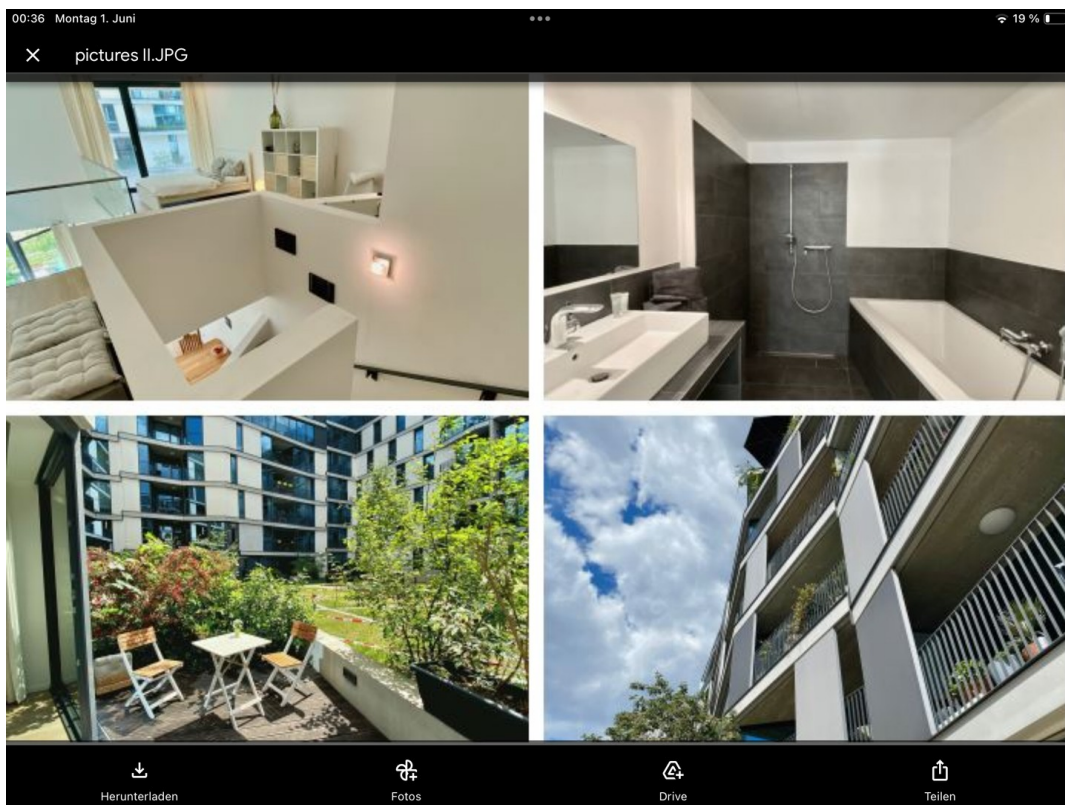 00:36 Montag 1. Juni
19 %
pictures II.JPG
Herunterladen
Fotos
Drive
Teilen